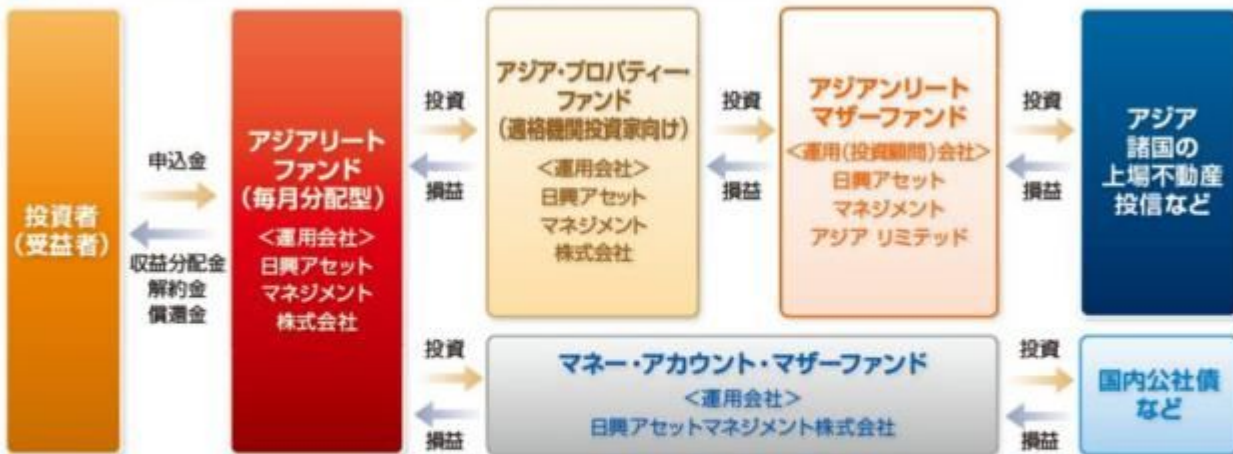 投資者
(受益者)
申込金
収益分配金
解約金
償還金
アジアリート
ファンド
(毎月分配型)
<運用会社>
日興アセット
マネジメント
株式会社
投資
損益
アジア・プロパティー・
ファンド
(適格機関投資家向け)
<運用会社>
日興アセット
マネジメント
株式会社
投資
損益
アジアンリート
マザーファンド
<運用(投資顧問)会社>
日興アセット
マネジメント
アジア リミテッド
投資
損益
アジア
諸国の
上場不動産
投信など
投資
損益
マネー・アカウント・マザーファンド
<運用会社>
日興アセットマネジメント株式会社
投資
損益
国内公社債
など